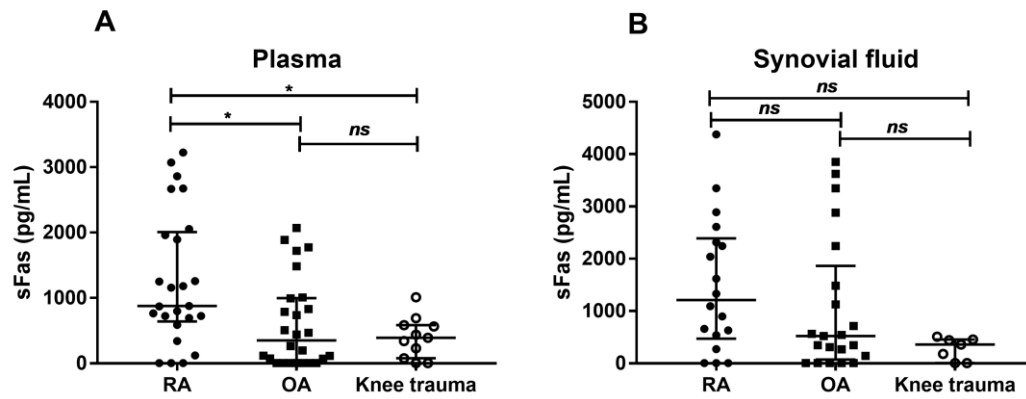 A
Plasma
*
*
ns
sFas (pg/mL)
4000
3000
2000
1000
0
RA
OA
Knee trauma
B
Synovial fluid
ns
ns
ns
sFas (pg/mL)
5000
4000
3000
2000
1000
0
RA
OA
Knee trauma